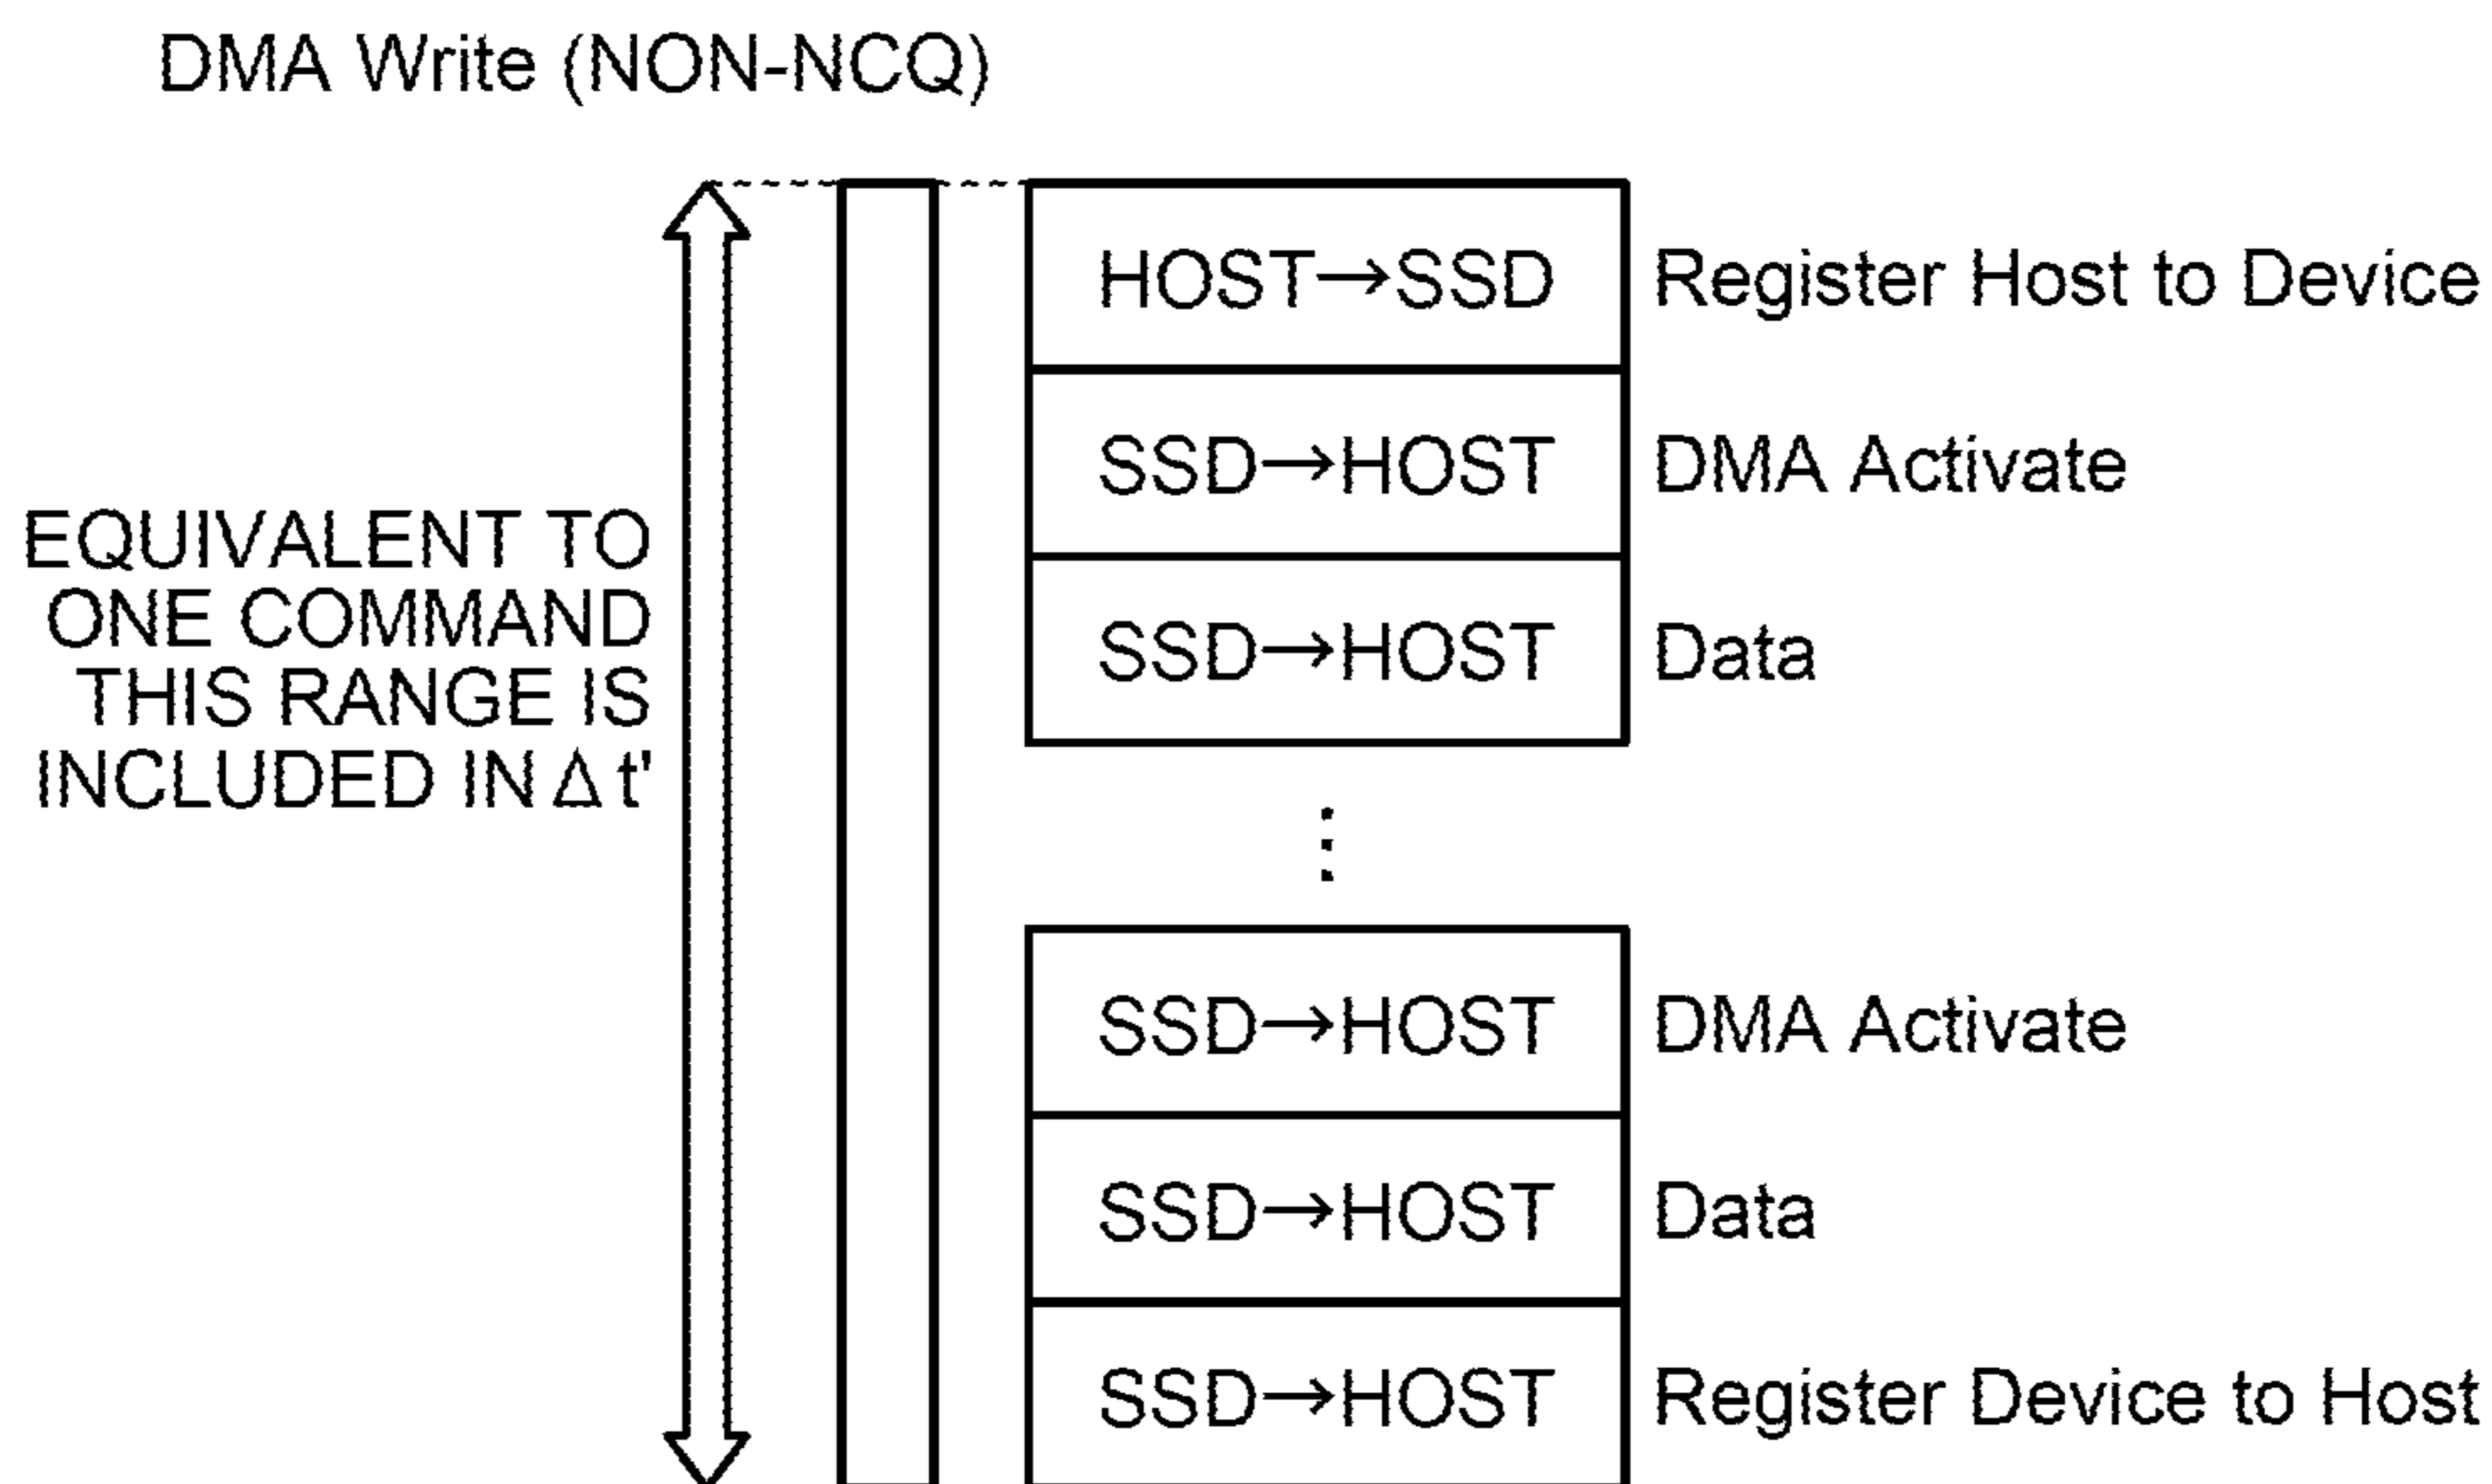 DMA Write (NON-NCQ)
HOST→SSD Register Host to Device
SSD→HOST DMA Activate
EQUIVALENT TO
ONE COMMAND
THIS RANGE IS
INCLUDED IN Δt'
SSD→HOST Data
⋮
SSD→HOST DMA Activate
SSD→HOST Data
SSD→HOST Register Device to Host